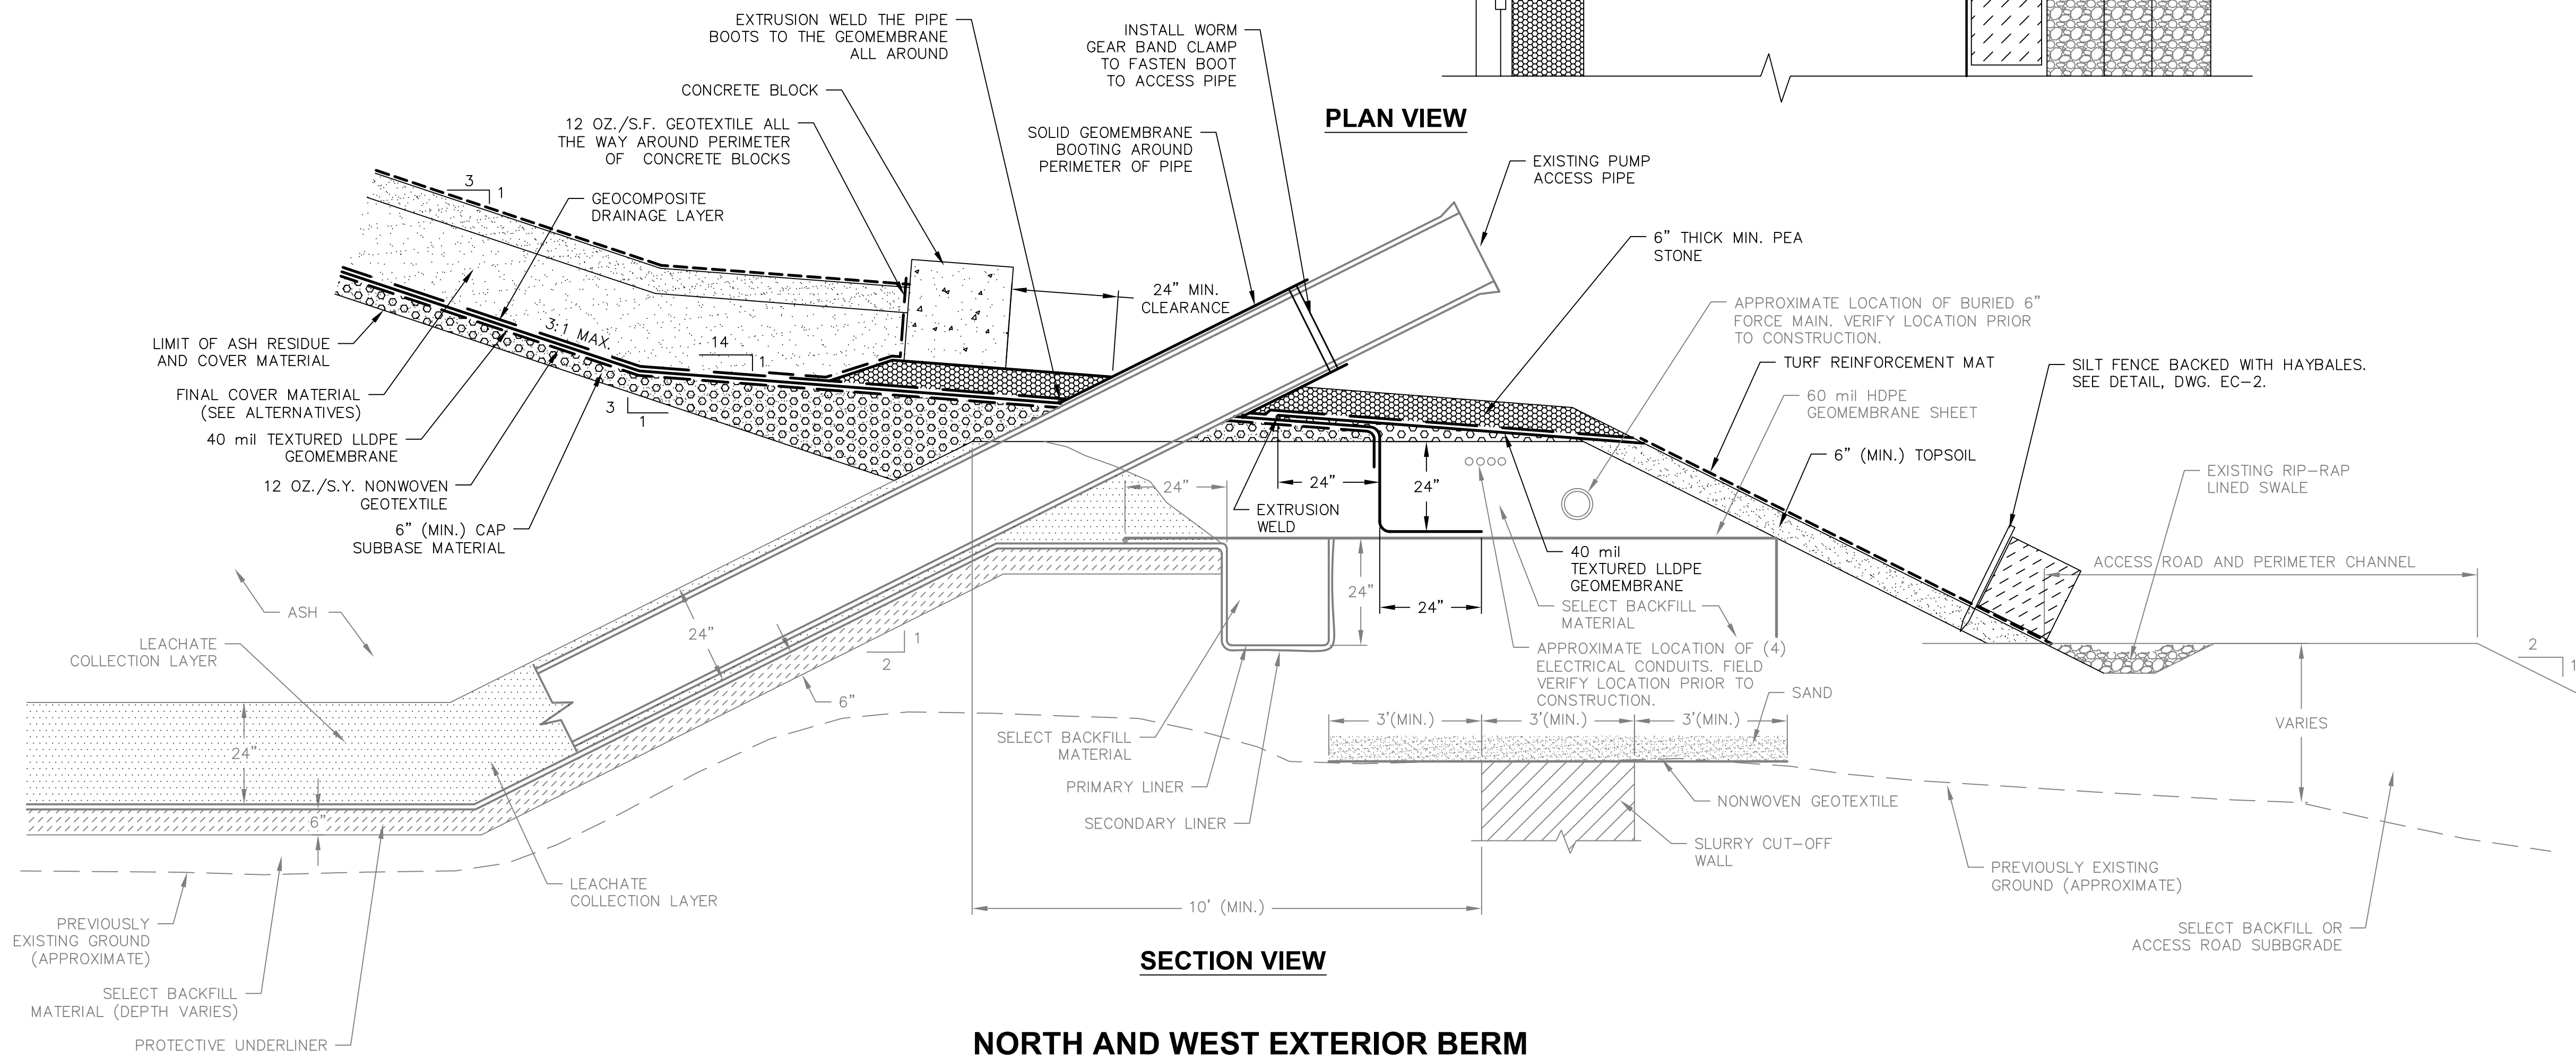 EXTRUSION WELD THE PIPE
BOOTS TO THE GEOMEMBRANE
ALL AROUND
INSTALL WORM
GEAR BAND CLAMP
TO FASTEN BOOT
TO ACCESS PIPE
CONCRETE BLOCK
PLAN VIEW
12 OZ./S.F. GEOTEXTILE ALL
THE WAY AROUND PERIMETER
OF CONCRETE BLOCKS
SOLID GEOMEMBRANE
BOOTING AROUND
PERIMETER OF PIPE
EXISTING PUMP
ACCESS PIPE
3
1
GEOCOMPOSITE
DRAINAGE LAYER
6" THICK MIN. PEA
STONE
24" MIN.
CLEARANCE
APPROXIMATE LOCATION OF BURIED 6"
FORCE MAIN. VERIFY LOCATION PRIOR
TO CONSTRUCTION.
LIMIT OF ASH RESIDUE
AND COVER MATERIAL
3:1 MAX
14
1
TURF REINFORCEMENT MAT
SILT FENCE BACKED WITH HAYBALES.
SEE DETAIL, DWG. EC-2.
FINAL COVER MATERIAL
(SEE ALTERNATIVES)
3
1
60 mil HDPE
GEOMEMBRANE SHEET
40 mil TEXTURED LLDPE
GEOMEMBRANE
6" (MIN.) TOPSOIL
12 OZ./S.Y. NONWOVEN
GEOTEXTILE
EXISTING RIP-RAP
LINED SWALE
24"
24"
24"
6" (MIN.) CAP
SUBBASE MATERIAL
EXTRUSION
WELD
40 mil
TEXTURED LLDPE
GEOMEMBRANE
ACCESS ROAD AND PERIMETER CHANNEL
24"
24"
ASH
SELECT BACKFILL
MATERIAL
24"
1
2
LEACHATE
COLLECTION LAYER
APPROXIMATE LOCATION OF (4)
ELECTRICAL CONDUITS. FIELD
VERIFY LOCATION PRIOR TO
CONSTRUCTION.
2
1
6"
SAND
3'(MIN.)
3'(MIN.)
3'(MIN.)
VARIES
24"
SELECT BACKFILL
MATERIAL
PRIMARY LINER
NONWOVEN GEOTEXTILE
6"
SECONDARY LINER
SLURRY CUT-OFF
WALL
PREVIOUSLY EXISTING
GROUND (APPROXIMATE)
LEACHATE
COLLECTION LAYER
10' (MIN.)
PREVIOUSLY
EXISTING GROUND
(APPROXIMATE)
SELECT BACKFILL OR
ACCESS ROAD SUBBGRADE
SECTION VIEW
SELECT BACKFILL
MATERIAL (DEPTH VARIES)
PROTECTIVE UNDERLINER
NORTH AND WEST EXTERIOR BERM